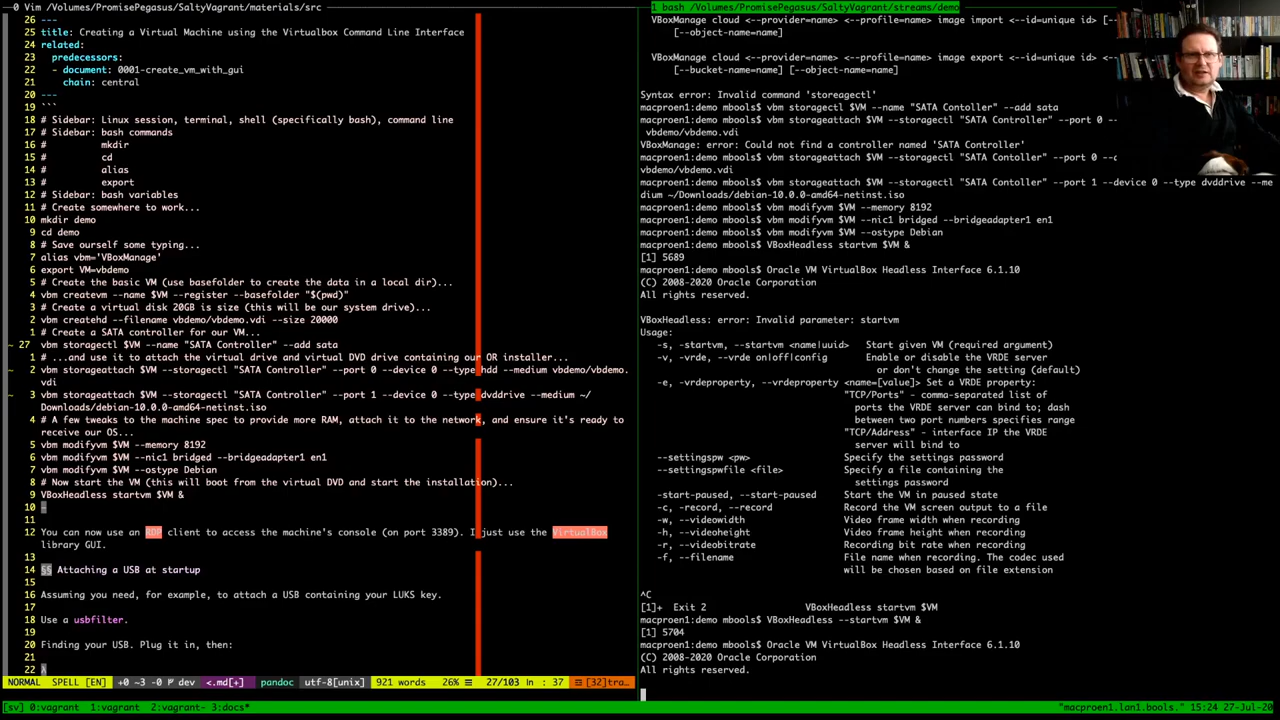 0 Vim /Volumes/PromisePegasus/SaltyVagrant/materials/src
26 ---
25 title: Creating a Virtual Machine using the Virtualbox Command Line Interface
24 related:
23 predecessors:
22 - document: 0001-create_vm_with_gui
21 chain: central
20 ---
19 ```
18 # Sidebar: Linux session, terminal, shell (specifically bash), command line
17 # Sidebar: bash commands
16 # mkdir
15 # cd
14 # alias
13 # export
12 # Sidebar: bash variables
11 # Create somewhere to work...
10 mkdir demo
9 cd demo
8 # Save ourself some typing...
7 alias vbm='VBoxManage'
6 export VM=vbdemo
5 # Create the basic VM (use basefolder to create the data in a local dir)...
4 vbm createvm --name $VM --register --basefolder "$(pwd)"
3 # Create a virtual disk 20GB is size (this will be our system drive)...
2 vbm createhd --filename vbdemo/vbdemo.vdi --size 20000
1 # Create a SATA controller for our VM...
~ 27 vbm storagectl $VM --name "SATA Controller" --add sata
1 # ...and use it to attach the virtual drive and virtual DVD drive containing our OR installer...
~ 2 vbm storageattach $VM --storagectl "SATA Controller" --port 0 --device 0 --type hdd --medium vbdemo/vbdemo.
vdi
~ 3 vbm storageattach $VM --storagectl "SATA Controller" --port 1 --device 0 --type dvddrive --medium ~/
Downloads/debian-10.0.0-amd64-netinst.iso
4 # A few tweaks to the machine spec to provide more RAM, attach it to the network, and ensure it's ready to
receive our OS...
5 vbm modifyvm $VM --memory 8192
6 vbm modifyvm $VM --nic1 bridged --bridgeadapter1 en1
7 vbm modifyvm $VM --ostype Debian
8 # Now start the VM (this will boot from the virtual DVD and start the installation)...
9 VBoxHeadless startvm $VM &
10
11
12 You can now use an RDP client to access the machine's console (on port 3389). I just use the VirtualBox
library GUI.
13
14 §§ Attaching a USB at startup
15
16 Assuming you need, for example, to attach a USB containing your LUKS key.
17
18 Use a usbfilter.
19
20 Finding your USB. Plug it in, then:
21
22 λ
NORMAL SPELL [EN] +0 ~3 -0 dev <.md[+] pandoc utf-8[unix] 921 words 26% 27/103 in : 37 [32]tra…
1 bash /Volumes/PromisePegasus/SaltyVagrant/streams/demo
VBoxManage cloud <--provider=name> <--profile=name> image import <--id=unique id> [--
[--object-name=name]
VBoxManage cloud <--provider=name> <--profile=name> image export <--id=unique id> <--
[--bucket-name=name] [--object-name=name]
Syntax error: Invalid command 'storeagectl'
macproen1:demo mbools$ vbm storagectl $VM --name "SATA Contoller" --add sata
macproen1:demo mbools$ vbm storageattach $VM --storagectl "SATA Controller" --port 0 --
vbdemo/vbdemo.vdi
VBoxManage: error: Could not find a controller named 'SATA Controller'
macproen1:demo mbools$ vbm storageattach $VM --storagectl "SATA Contoller" --port 0 --
vbdemo/vbdemo.vdi
macproen1:demo mbools$ vbm storageattach $VM --storagectl "SATA Contoller" --port 1 --device 0 --type dvddrive --me
dium ~/Downloads/debian-10.0.0-amd64-netinst.iso
macproen1:demo mbools$ vbm modifyvm $VM --memory 8192
macproen1:demo mbools$ vbm modifyvm $VM --nic1 bridged --bridgeadapter1 en1
macproen1:demo mbools$ vbm modifyvm $VM --ostype Debian
macproen1:demo mbools$ VBoxHeadless startvm $VM &
[1] 5689
macproen1:demo mbools$ Oracle VM VirtualBox Headless Interface 6.1.10
(C) 2008-2020 Oracle Corporation
All rights reserved.
VBoxHeadless: error: Invalid parameter: startvm
Usage:
-s, -startvm, --startvm <name|uuid> Start given VM (required argument)
-v, -vrde, --vrde on|off|config Enable or disable the VRDE server
or don't change the setting (default)
-e, -vrdeproperty, --vrdeproperty <name=[value]> Set a VRDE property:
"TCP/Ports" - comma-separated list of
ports the VRDE server can bind to; dash
between two port numbers specifies range
"TCP/Address" - interface IP the VRDE
server will bind to
--settingspw <pw> Specify the settings password
--settingspwfile <file> Specify a file containing the
settings password
-start-paused, --start-paused Start the VM in paused state
-c, -record, --record Record the VM screen output to a file
-w, --videowidth Video frame width when recording
-h, --videoheight Video frame height when recording
-r, --videobitrate Recording bit rate when recording
-f, --filename File name when recording. The codec used
will be chosen based on file extension
^C
[1]+ Exit 2 VBoxHeadless startvm $VM
macproen1:demo mbools$ VBoxHeadless --startvm $VM &
[1] 5704
macproen1:demo mbools$ Oracle VM VirtualBox Headless Interface 6.1.10
(C) 2008-2020 Oracle Corporation
All rights reserved.
[sv] 0:vagrant 1:vagrant 2:vagrant- 3:docs* "macproen1.lan1.bools." 15:24 27-Jul-20